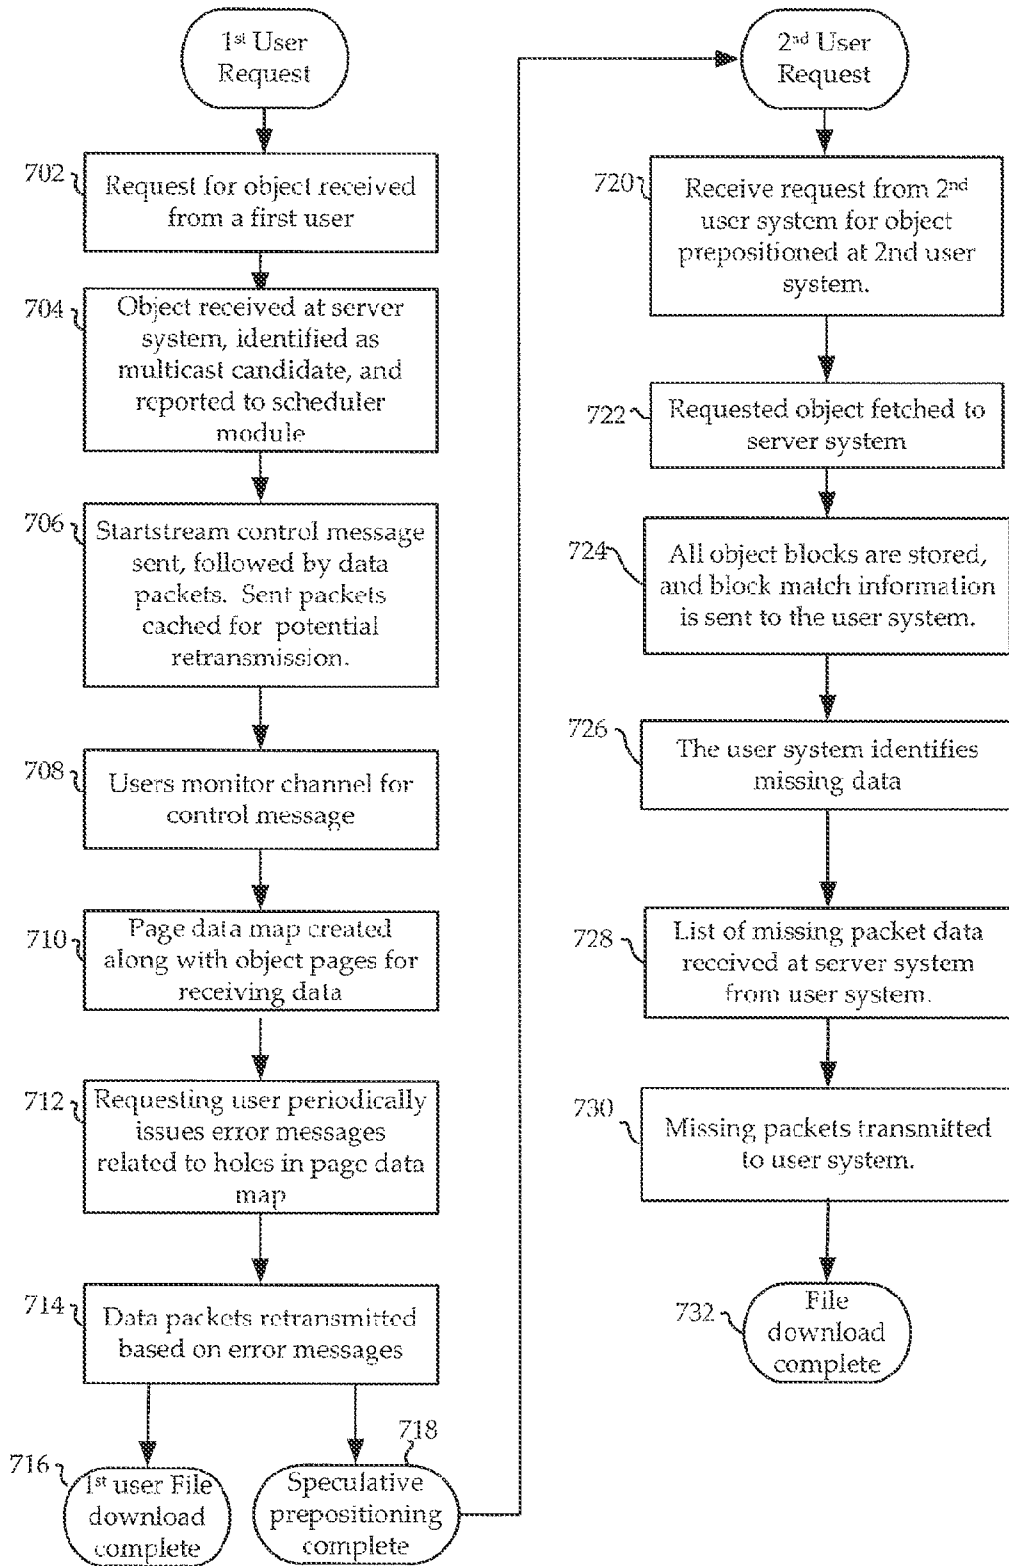 1st User
Request
702
Request for object received
from a first user
704
Object received at server
system, identified as
multicast candidate, and
reported to scheduler
module
706
Startstream control message
sent, followed by data
packets. Sent packets
cached for potential
retransmission.
708
Users monitor channel for
control message
710
Page data map created
along with object pages for
receiving data
712
Requesting user periodically
issues error messages
related to holes in page data
map
714
Data packets retransmitted
based on error messages
716
1st user File
download
complete
718
Speculative
prepositioning
complete
2nd User
Request
720
Receive request from 2nd
user system for object
prepositioned at 2nd user
system.
722
Requested object fetched to
server system
724
All object blocks are stored,
and block match information
is sent to the user system.
726
The user system identifies
missing data
728
List of missing packet data
received at server system
from user system.
730
Missing packets transmitted
to user system.
732
File
download
complete